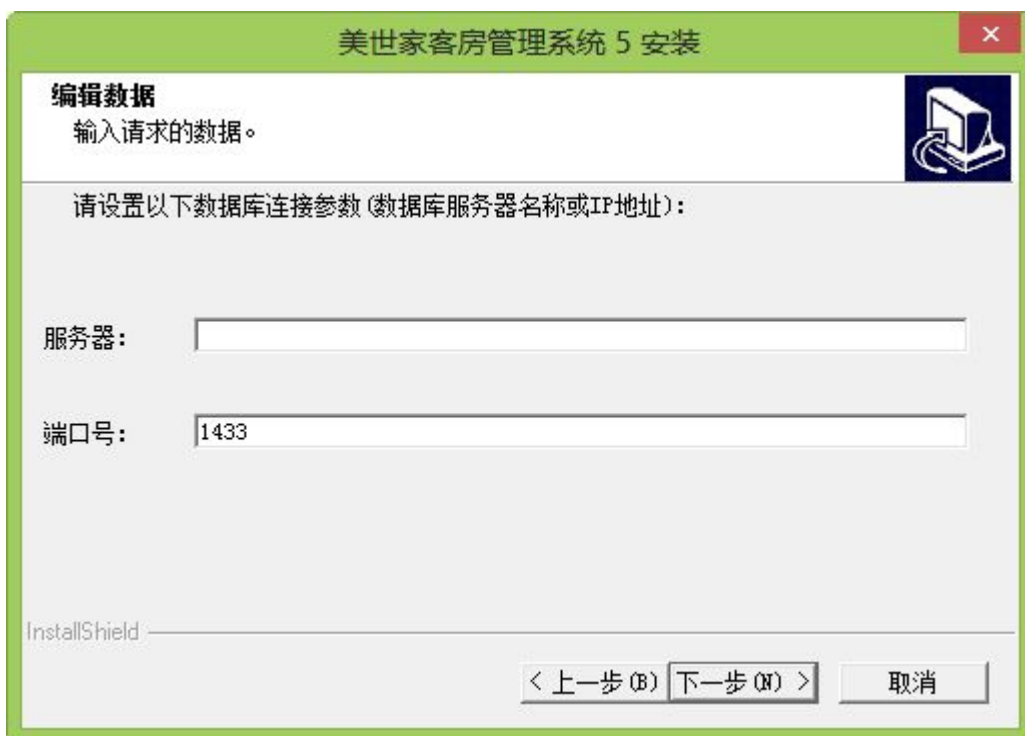 美世家客房管理系统 5 安装
编辑数据
输入请求的数据。
请设置以下数据库连接参数(数据库服务器名称或IP地址):
服务器:
端口号: 1433
InstallShield
< 上一步(B) 下一步(N) > 取消